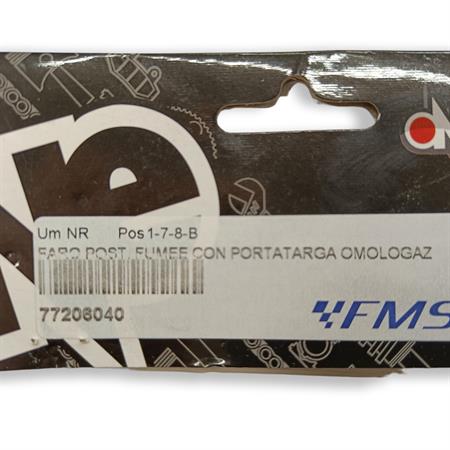 Um NR Pos 1-7-8-B
FARO POST. FUMEE CON PORTATARGA OMOLOGAZ
77206040
FMS